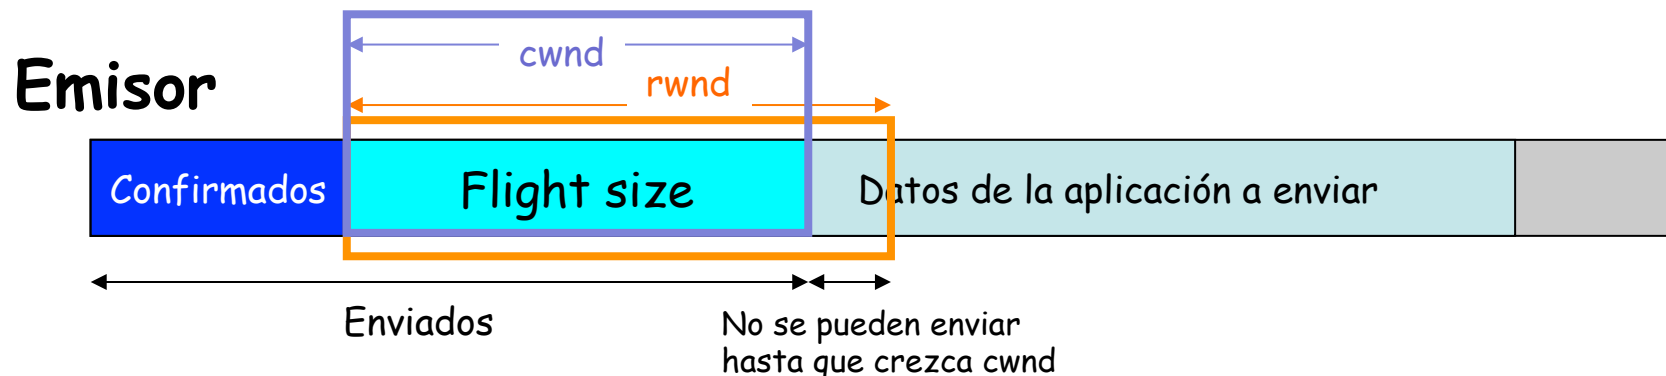 cwnd
rwnd
Emisor
Confirmados
Flight size
Datos de la aplicación a enviar
Enviados
No se pueden enviar
hasta que crezca cwnd